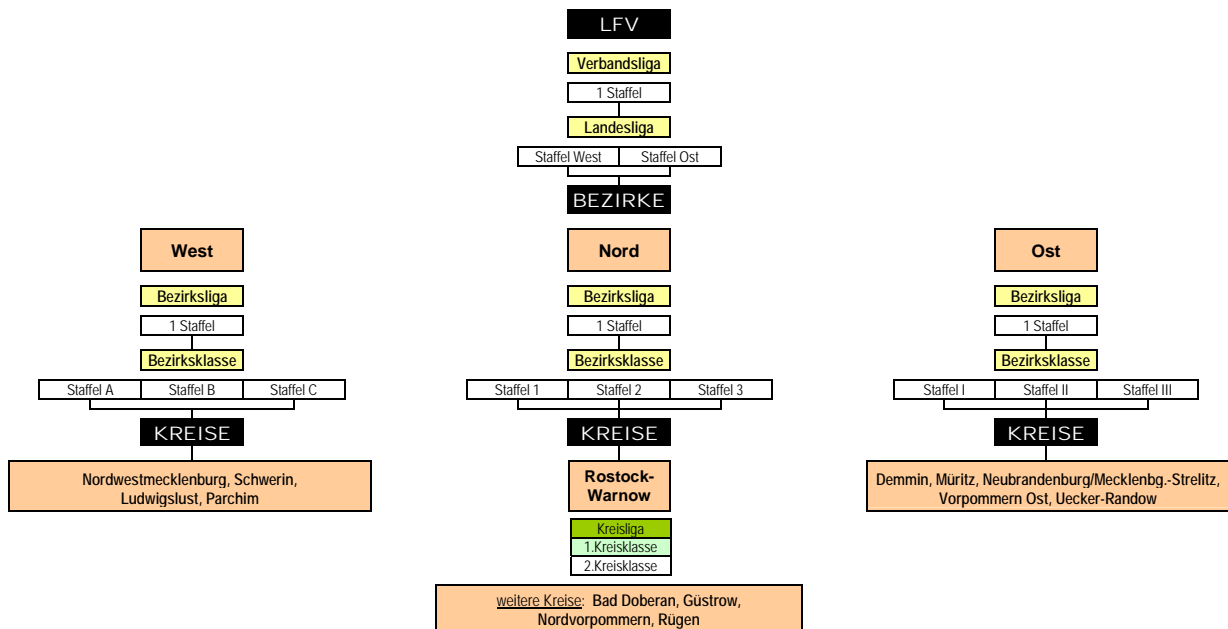 LFV
Verbandsliga
1 Staffel
Landesliga
Staffel West Staffel Ost
BEZIRKE
West Nord Ost
Bezirksliga Bezirksliga Bezirksliga
1 Staffel 1 Staffel 1 Staffel
Bezirksklasse Bezirksklasse Bezirksklasse
Staffel A Staffel B Staffel C Staffel 1 Staffel 2 Staffel 3 Staffel I Staffel II Staffel III
KREISE KREISE KREISE
Nordwestmecklenburg, Schwerin,
Ludwigslust, Parchim
Rostock-
Warnow
Demmin, Müritz, Neubrandenburg/Mecklenbg.-Strelitz,
Vorpommern Ost, Uecker-Randow
Kreisliga
1.Kreisklasse
2.Kreisklasse
weitere Kreise: Bad Doberan, Güstrow,
Nordvorpommern, Rügen